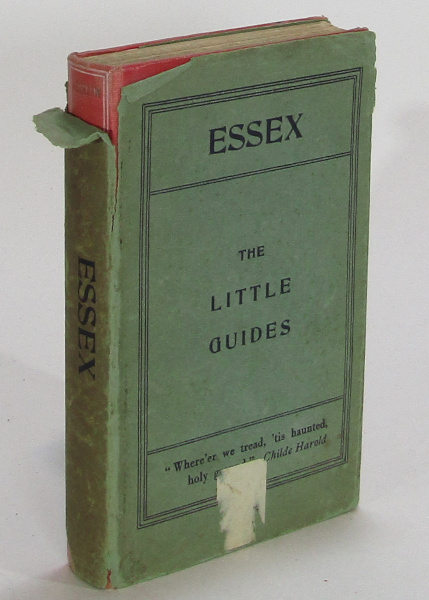 ESSEX
THE
LITTLE
GUIDES
"Where'er we tread, 'tis haunted,
holy Childe Harold
ESSEX